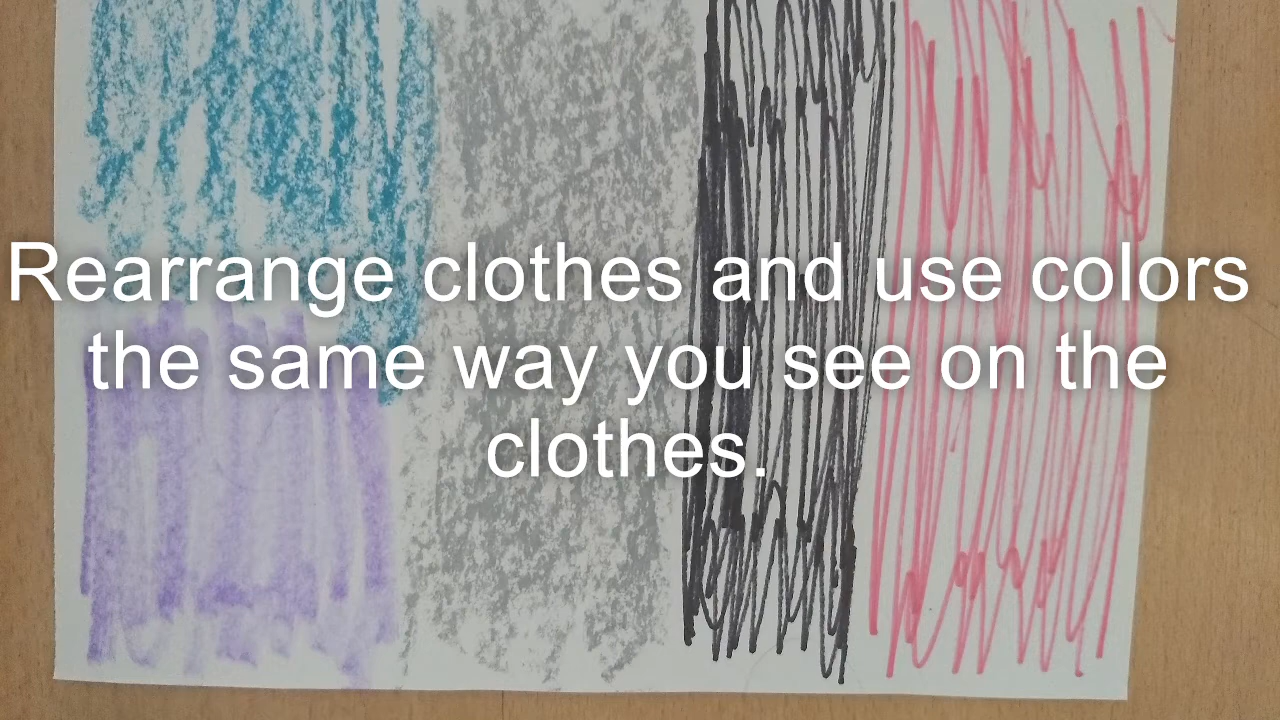 Rearrange clothes and use colors
the same way you see on the
clothes.